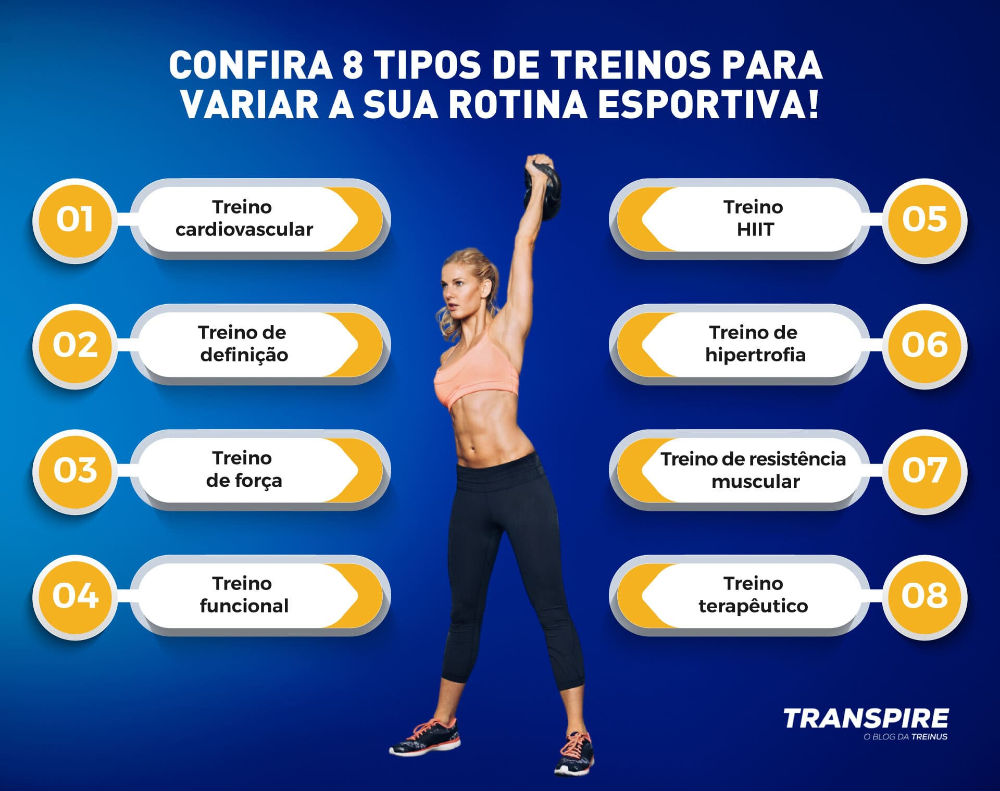 CONFIRA 8 TIPOS DE TREINOS PARA
VARIAR A SUA ROTINA ESPORTIVA!
01
Treino
cardiovascular
02
Treino de
definição
03
Treino
de força
04
Treino
funcional
05
Treino
HIIT
06
Treino de
hipertrofia
07
Treino de resistência
muscular
08
Treino
terapêutico
TRANSPIRE
O BLOG DA TREINUS